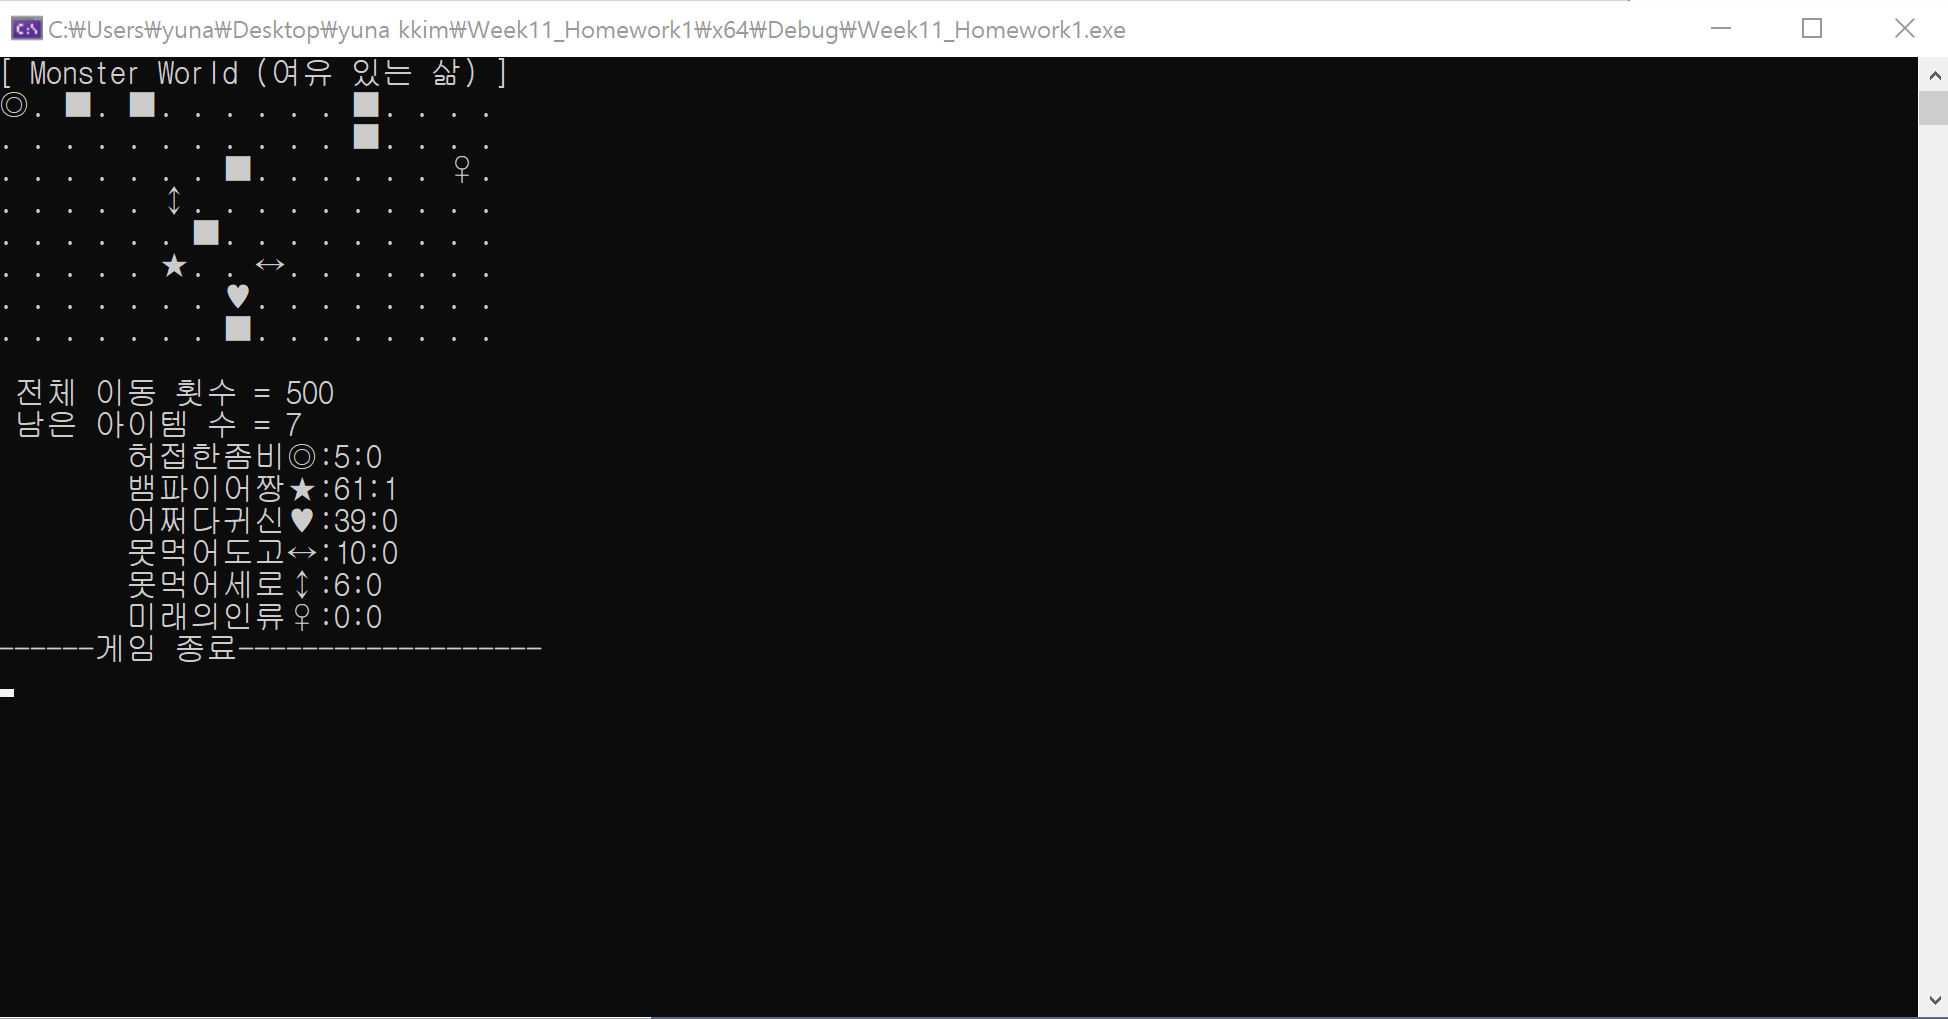 C:\Users\yuna\Desktop\yuna kkim\Week11_Homework1\x64\Debug\Week11_Homework1.exe
[ Monster World (여유 있는 삶) ]
◎. ■. ■. . . . . . ■. . . .
. . . . . . . . . . . ■. . . .
. . . . . . . ■. . . . . . ♀.
. . . . . ↕. . . . . . . . . .
. . . . . . ■. . . . . . . . .
. . . . . ★. . ↔. . . . . . .
. . . . . . . ♥. . . . . . . .
. . . . . . . ■. . . . . . . .
전체 이동 횟수 = 500
남은 아이템 수 = 7
허접한좀비◎:5:0
뱀파이어짱★:61:1
어쩌다귀신♥:39:0
못먹어도고↔:10:0
못먹어세로↕:6:0
미래의인류♀:0:0
------게임 종료-------------------